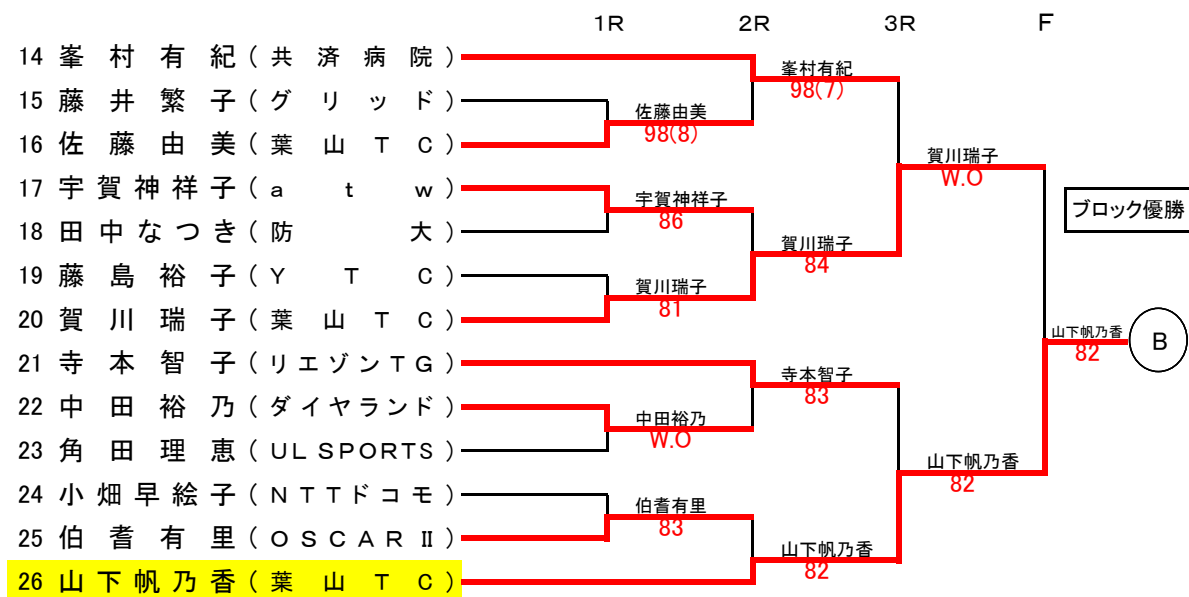 1R 2R 3R F
14 峯村有紀(共済病院)
峯村有紀
98(7)
15 藤井繁子(グリッド)
佐藤由美
98(8)
16 佐藤由美(葉山TC)
賀川瑞子
W.O
17 宇賀神祥子(atw)
宇賀神祥子
86
ブロック優勝
18 田中なつき(防大)
賀川瑞子
84
19 藤島裕子(YTC)
賀川瑞子
81
20 賀川瑞子(葉山TC)
山下帆乃香
82
B
21 寺本智子(リエゾンTG)
寺本智子
83
22 中田裕乃(ダイヤランド)
中田裕乃
W.O
23 角田理恵(UL SPORTS)
山下帆乃香
82
24 小畑早絵子(NTTドコモ)
伯耆有里
83
25 伯耆有里(OSCARⅡ)
山下帆乃香
82
26 山下帆乃香(葉山TC)